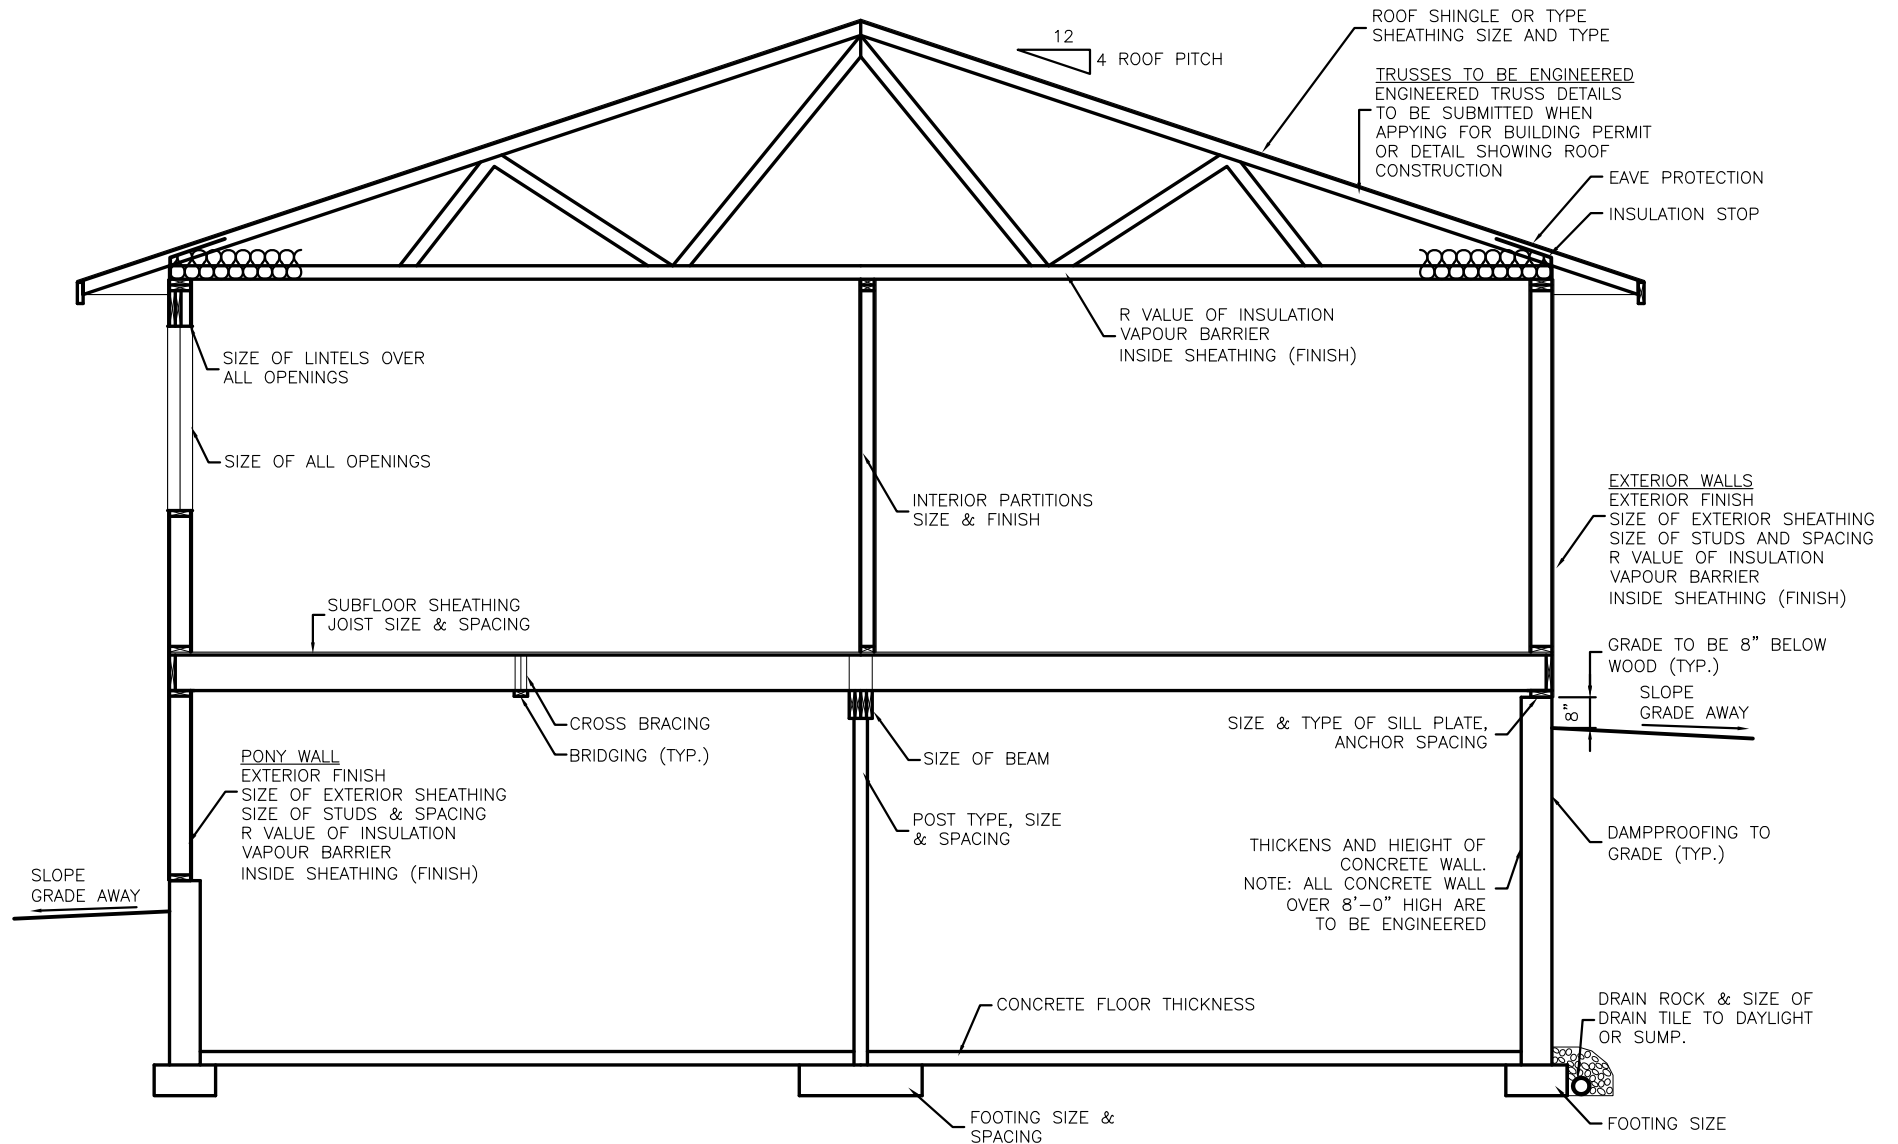 ROOF SHINGLE OR TYPE
SHEATHING SIZE AND TYPE
12
4 ROOF PITCH
TRUSSES TO BE ENGINEERED
ENGINEERED TRUSS DETAILS
TO BE SUBMITTED WHEN
APPYING FOR BUILDING PERMIT
OR DETAIL SHOWING ROOF
CONSTRUCTION
EAVE PROTECTION
INSULATION STOP
R VALUE OF INSULATION
VAPOUR BARRIER
INSIDE SHEATHING (FINISH)
SIZE OF LINTELS OVER
ALL OPENINGS
SIZE OF ALL OPENINGS
INTERIOR PARTITIONS
SIZE & FINISH
EXTERIOR WALLS
EXTERIOR FINISH
SIZE OF EXTERIOR SHEATHING
SIZE OF STUDS AND SPACING
R VALUE OF INSULATION
VAPOUR BARRIER
INSIDE SHEATHING (FINISH)
SUBFLOOR SHEATHING
JOIST SIZE & SPACING
GRADE TO BE 8" BELOW
WOOD (TYP.)
SLOPE
GRADE AWAY
8"
CROSS BRACING
BRIDGING (TYP.)
SIZE OF BEAM
SIZE & TYPE OF SILL PLATE,
ANCHOR SPACING
PONY WALL
EXTERIOR FINISH
SIZE OF EXTERIOR SHEATHING
SIZE OF STUDS & SPACING
R VALUE OF INSULATION
VAPOUR BARRIER
INSIDE SHEATHING (FINISH)
POST TYPE, SIZE
& SPACING
THICKENS AND HIEIGHT OF
CONCRETE WALL.
NOTE: ALL CONCRETE WALL
OVER 8'-0" HIGH ARE
TO BE ENGINEERED
DAMPPROOFING TO
GRADE (TYP.)
SLOPE
GRADE AWAY
CONCRETE FLOOR THICKNESS
DRAIN ROCK & SIZE OF
DRAIN TILE TO DAYLIGHT
OR SUMP.
FOOTING SIZE &
SPACING
FOOTING SIZE